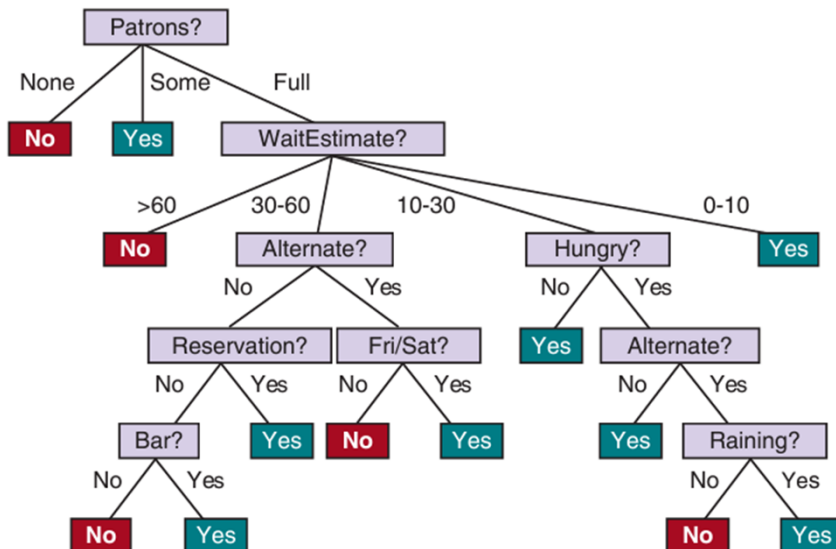 Patrons?
None Some Full
No Yes WaitEstimate?
>60 30-60 10-30 0-10
No Alternate? Hungry? Yes
No Yes No Yes
Reservation? Fri/Sat? Yes Alternate?
No Yes No Yes No Yes
Bar? Yes No Yes Yes Raining?
No Yes No Yes
No Yes No Yes